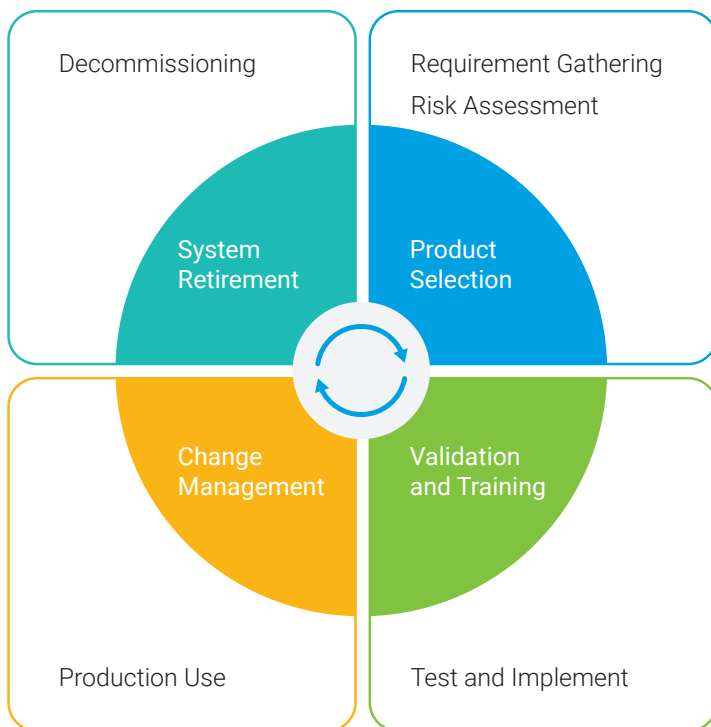 Decommissioning
Requirement Gathering
Risk Assessment
System
Retirement
Product
Selection
Change
Management
Validation
and Training
Production Use
Test and Implement